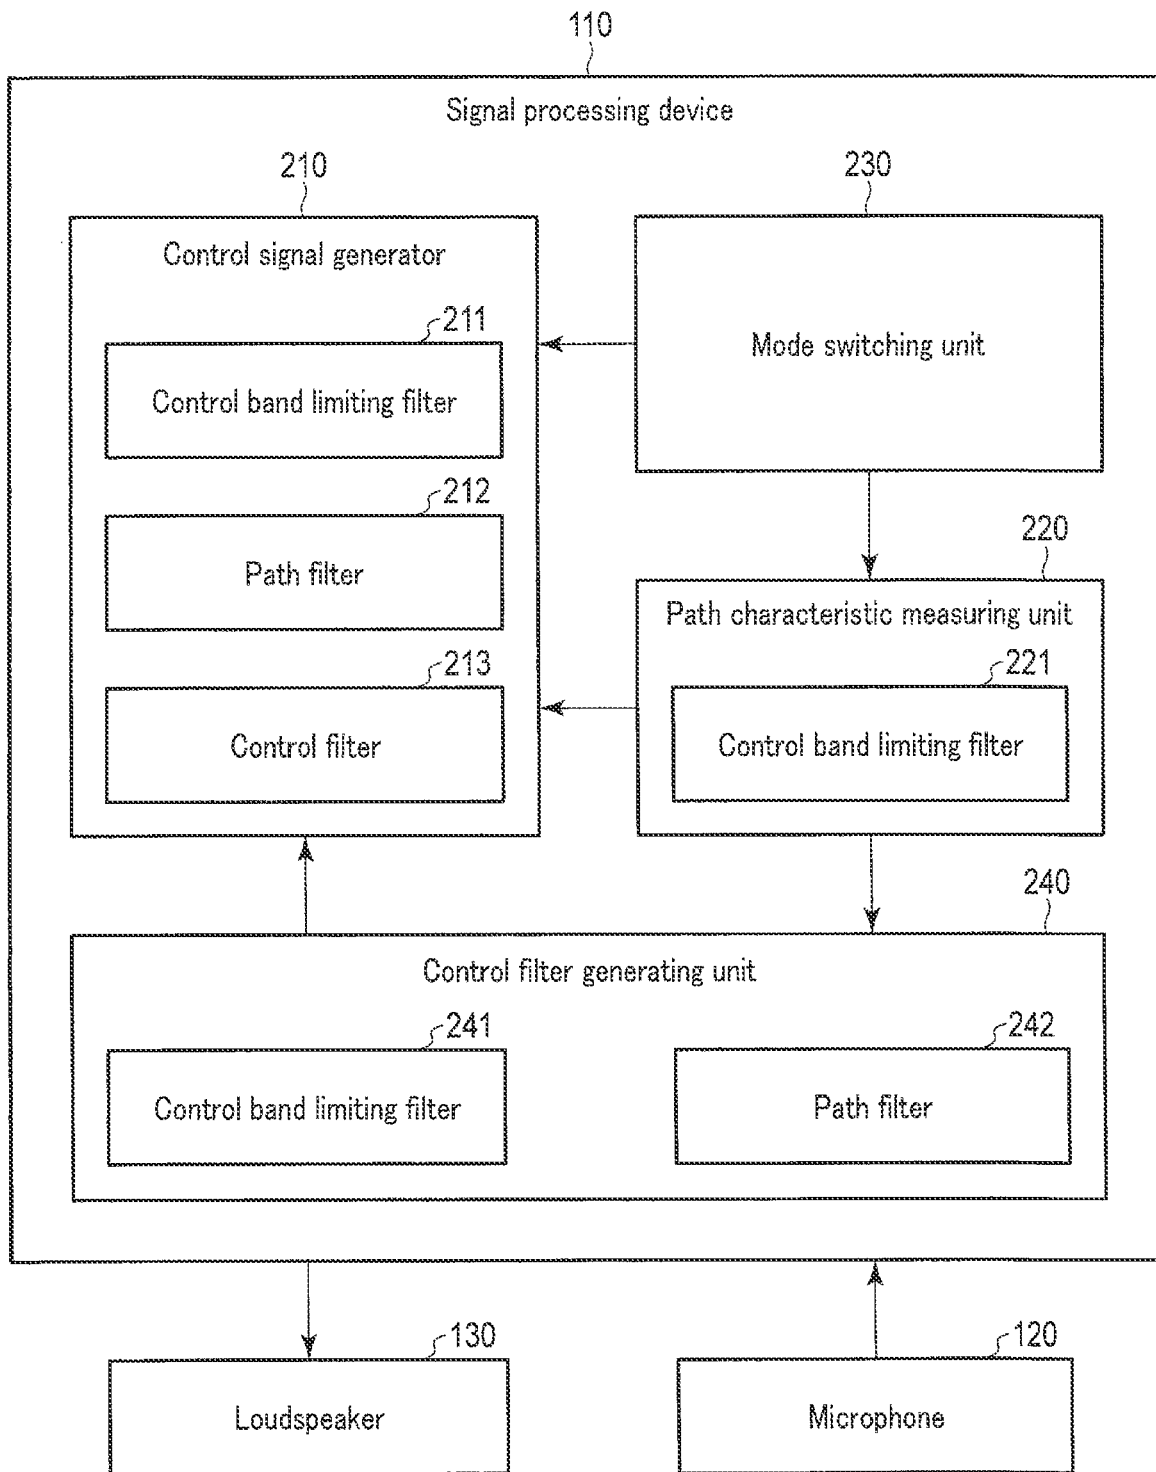 110
Signal processing device
210
230
Control signal generator
211
Mode switching unit
Control band limiting filter
212
220
Path filter
Path characteristic measuring unit
213
221
Control filter
Control band limiting filter
240
Control filter generating unit
241
242
Control band limiting filter
Path filter
130
120
Loudspeaker
Microphone